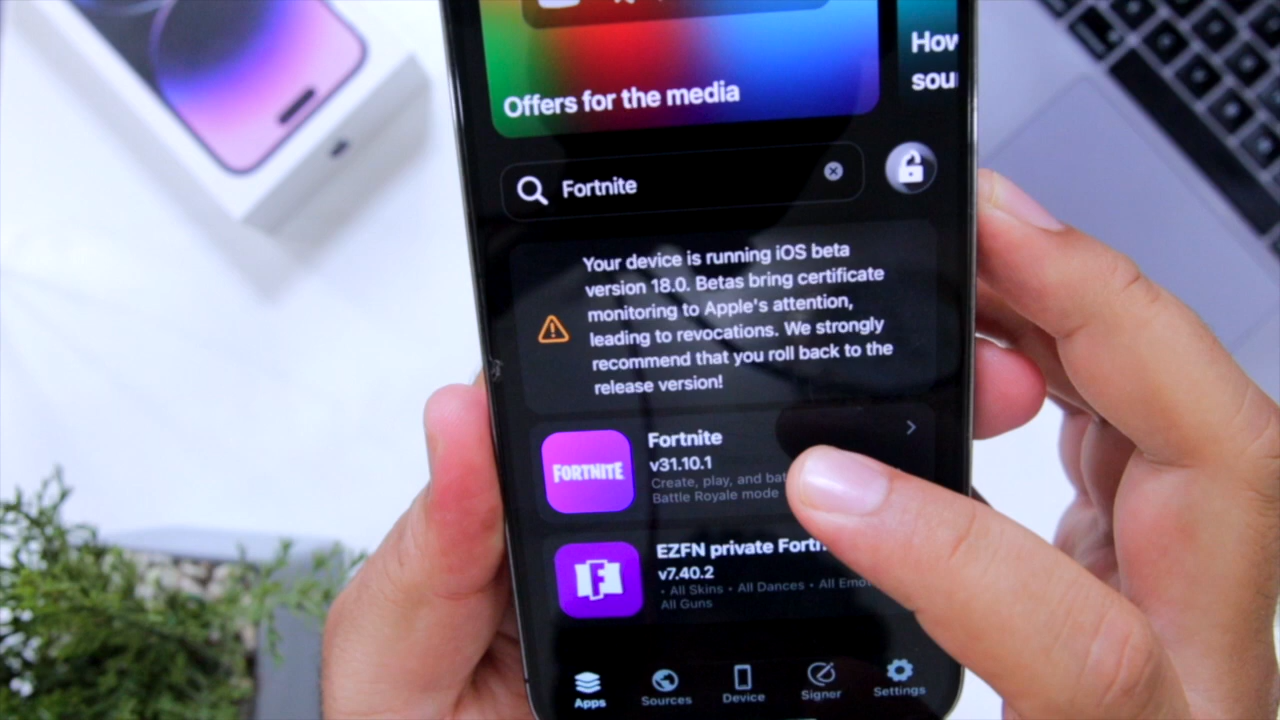 Offers for the media
How
sou
Fortnite
Your device is running iOS beta
version 18.0. Betas bring certificate
monitoring to Apple's attention,
leading to revocations. We strongly
recommend that you roll back to the
release version!
FORTNITE
Fortnite
v31.10.1
Create, play, and bat
Battle Royale mode
F
EZFN private Fort
v7.40.2
• All Skins • All Dances • All Emo
All Guns
Apps
Sources
Device
Signer
Settings